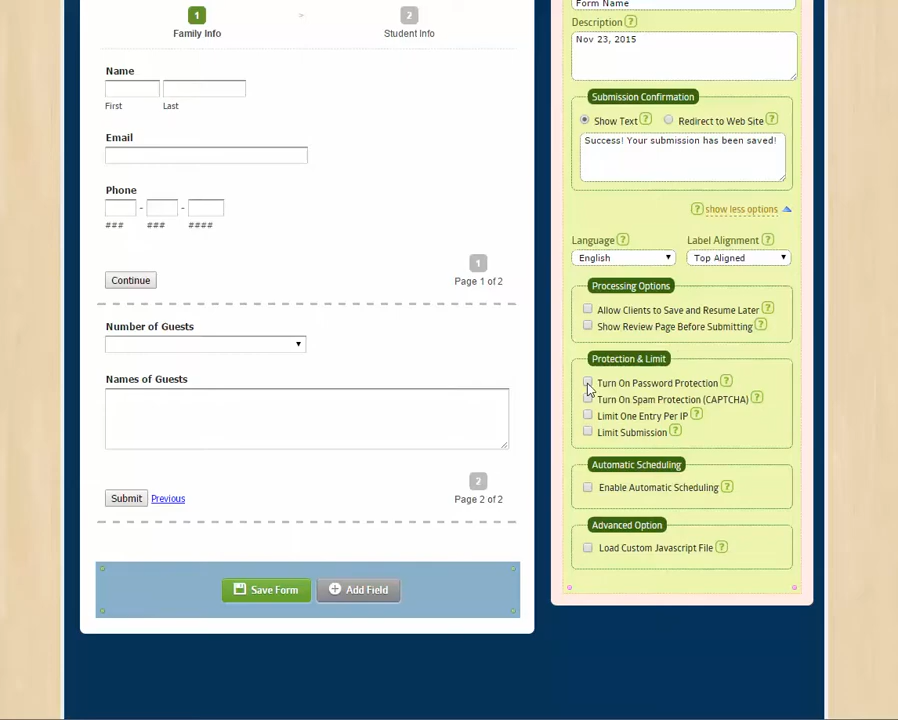 1
>
2
Family Info
Student Info
Name
First
Last
Email
Phone
- -
### ### ####
Continue
1
Page 1 of 2
Number of Guests
Names of Guests
Submit Previous
2
Page 2 of 2
Save Form
Add Field
Form Name
Description ?
Nov 23, 2015
Submission Confirmation
Show Text ? Redirect to Web Site ?
Success! Your submission has been saved!
? show less options
Language ? Label Alignment ?
English Top Aligned
Processing Options
Allow Clients to Save and Resume Later ?
Show Review Page Before Submitting ?
Protection & Limit
Turn On Password Protection ?
Turn On Spam Protection (CAPTCHA) ?
Limit One Entry Per IP ?
Limit Submission ?
Automatic Scheduling
Enable Automatic Scheduling ?
Advanced Option
Load Custom Javascript File ?